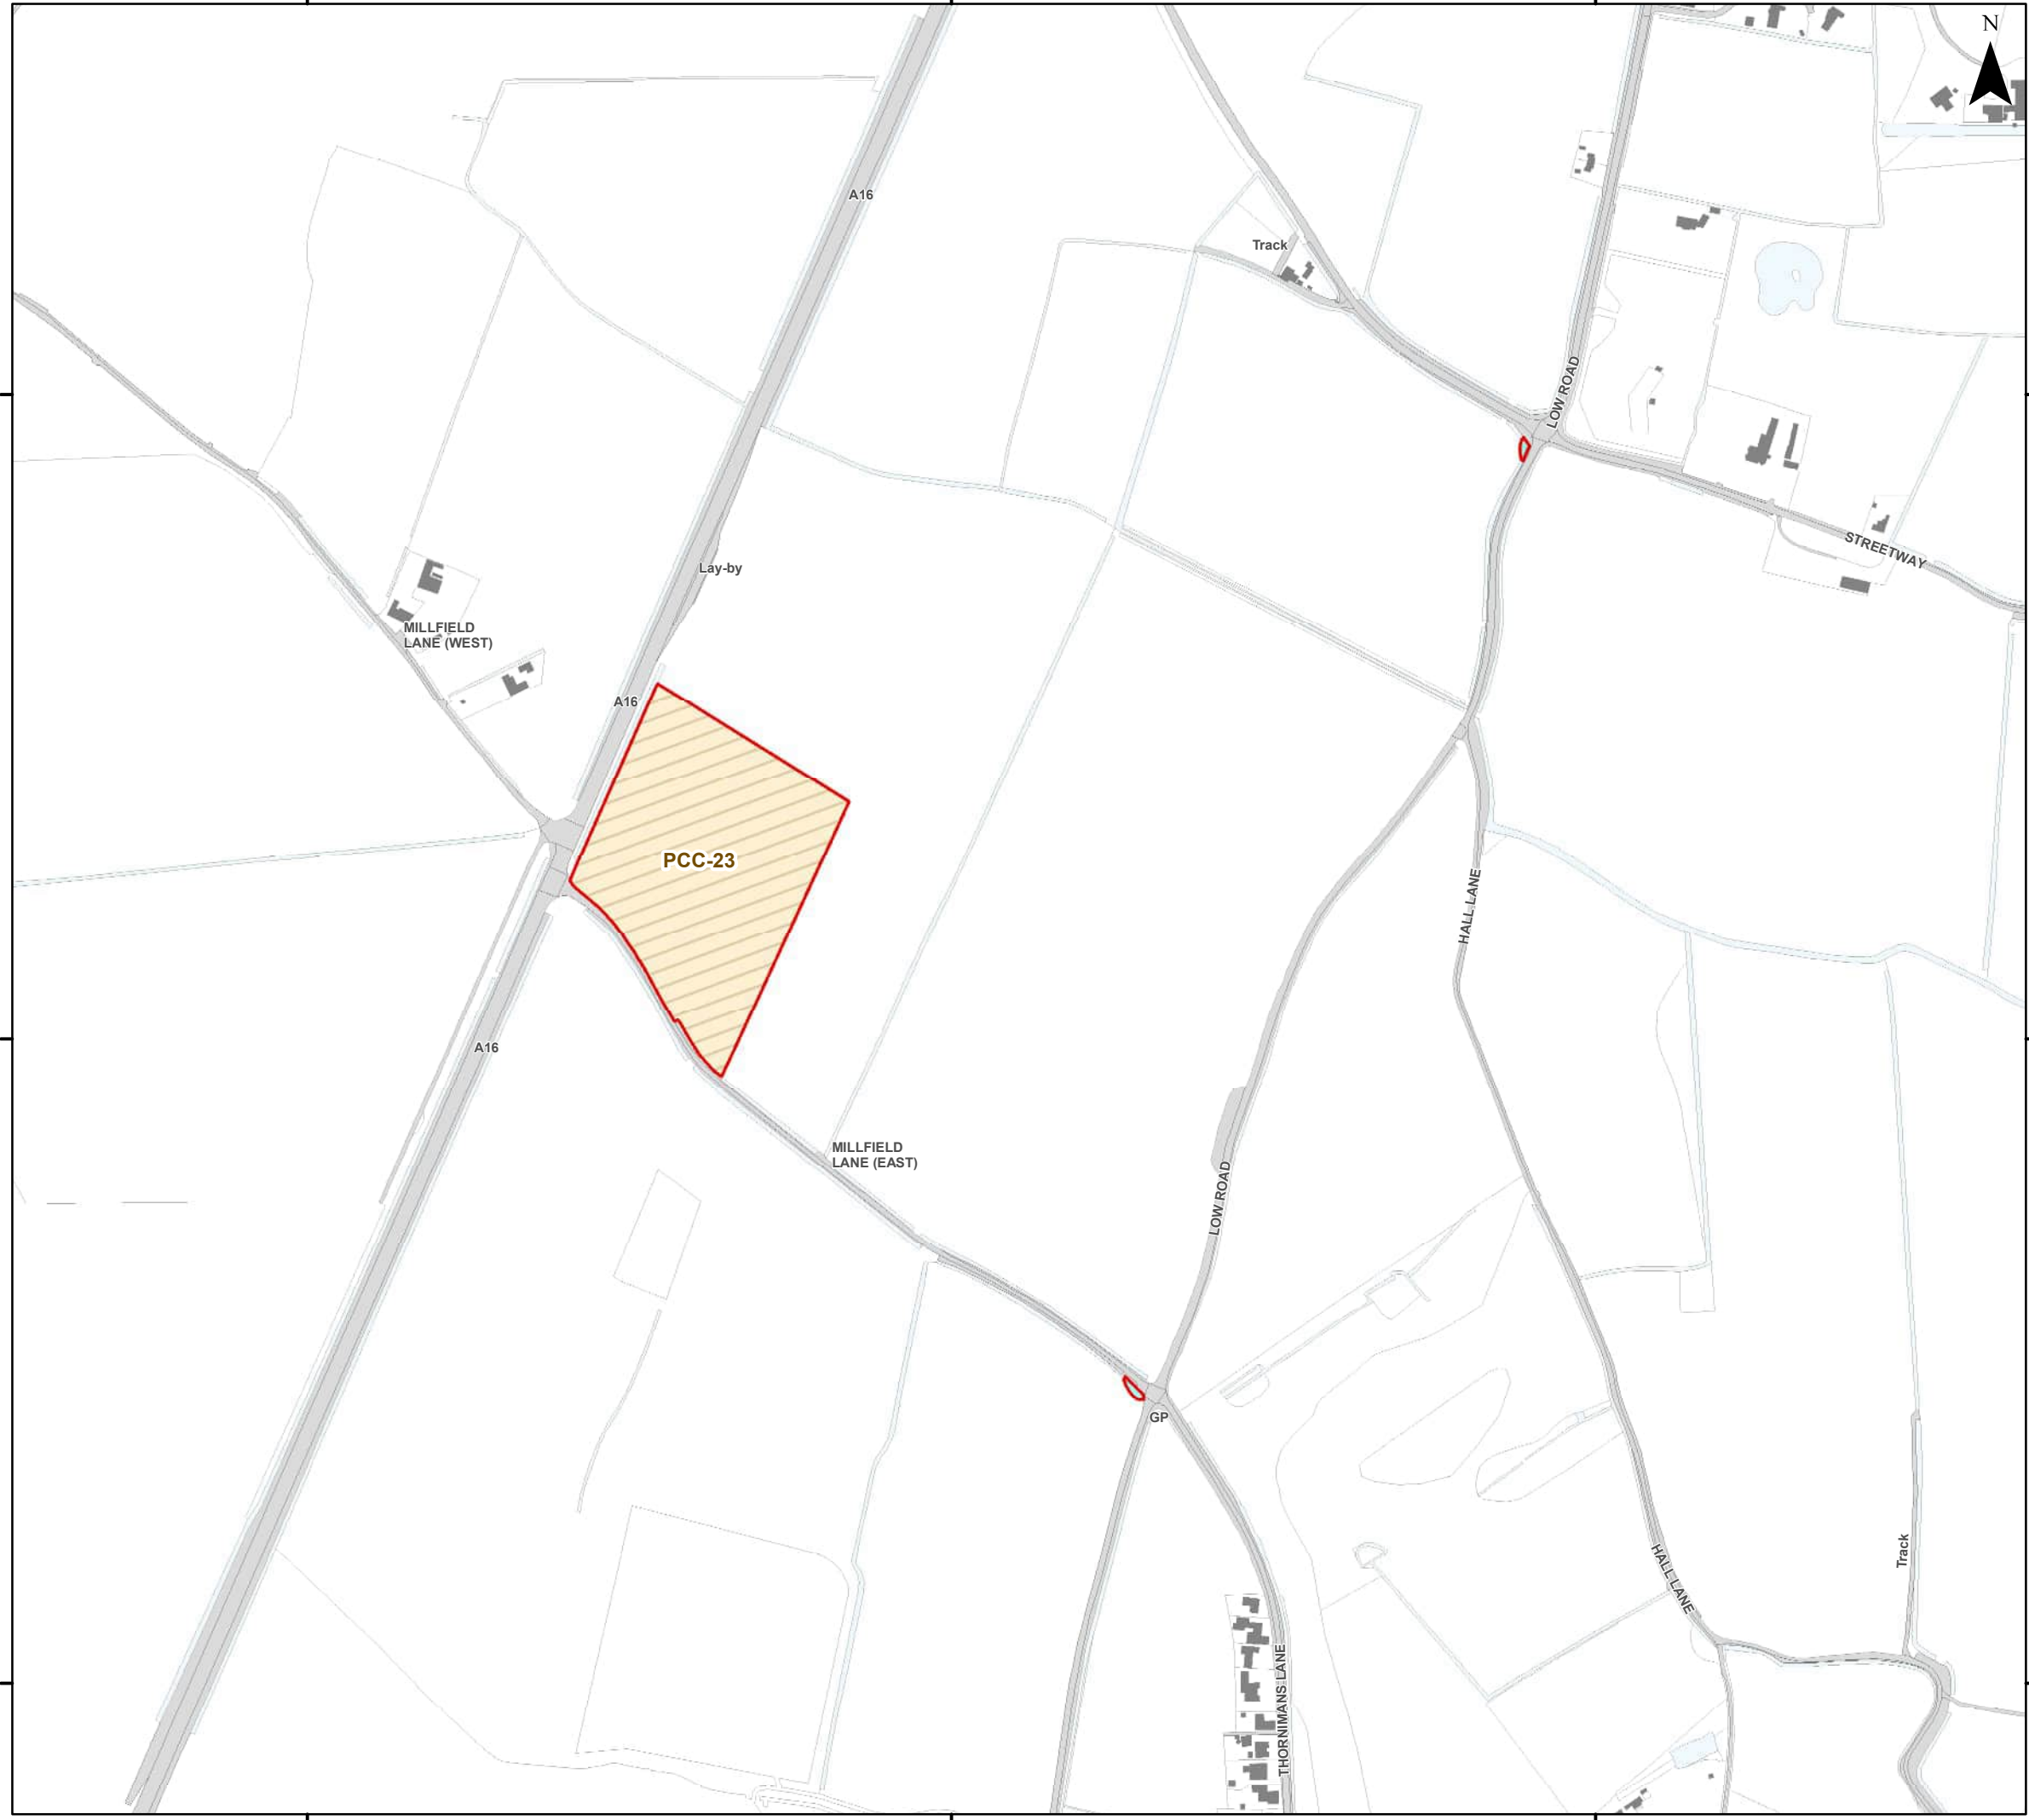 N
A16
Track
LOW ROAD
STREETWAY
Lay-by
MILLFIELD
LANE (WEST)
A16
PCC-23
HALL LANE
A16
MILLFIELD
LANE (EAST)
LOW ROAD
GP
HALL LANE
Track
THORNIMANS LANE